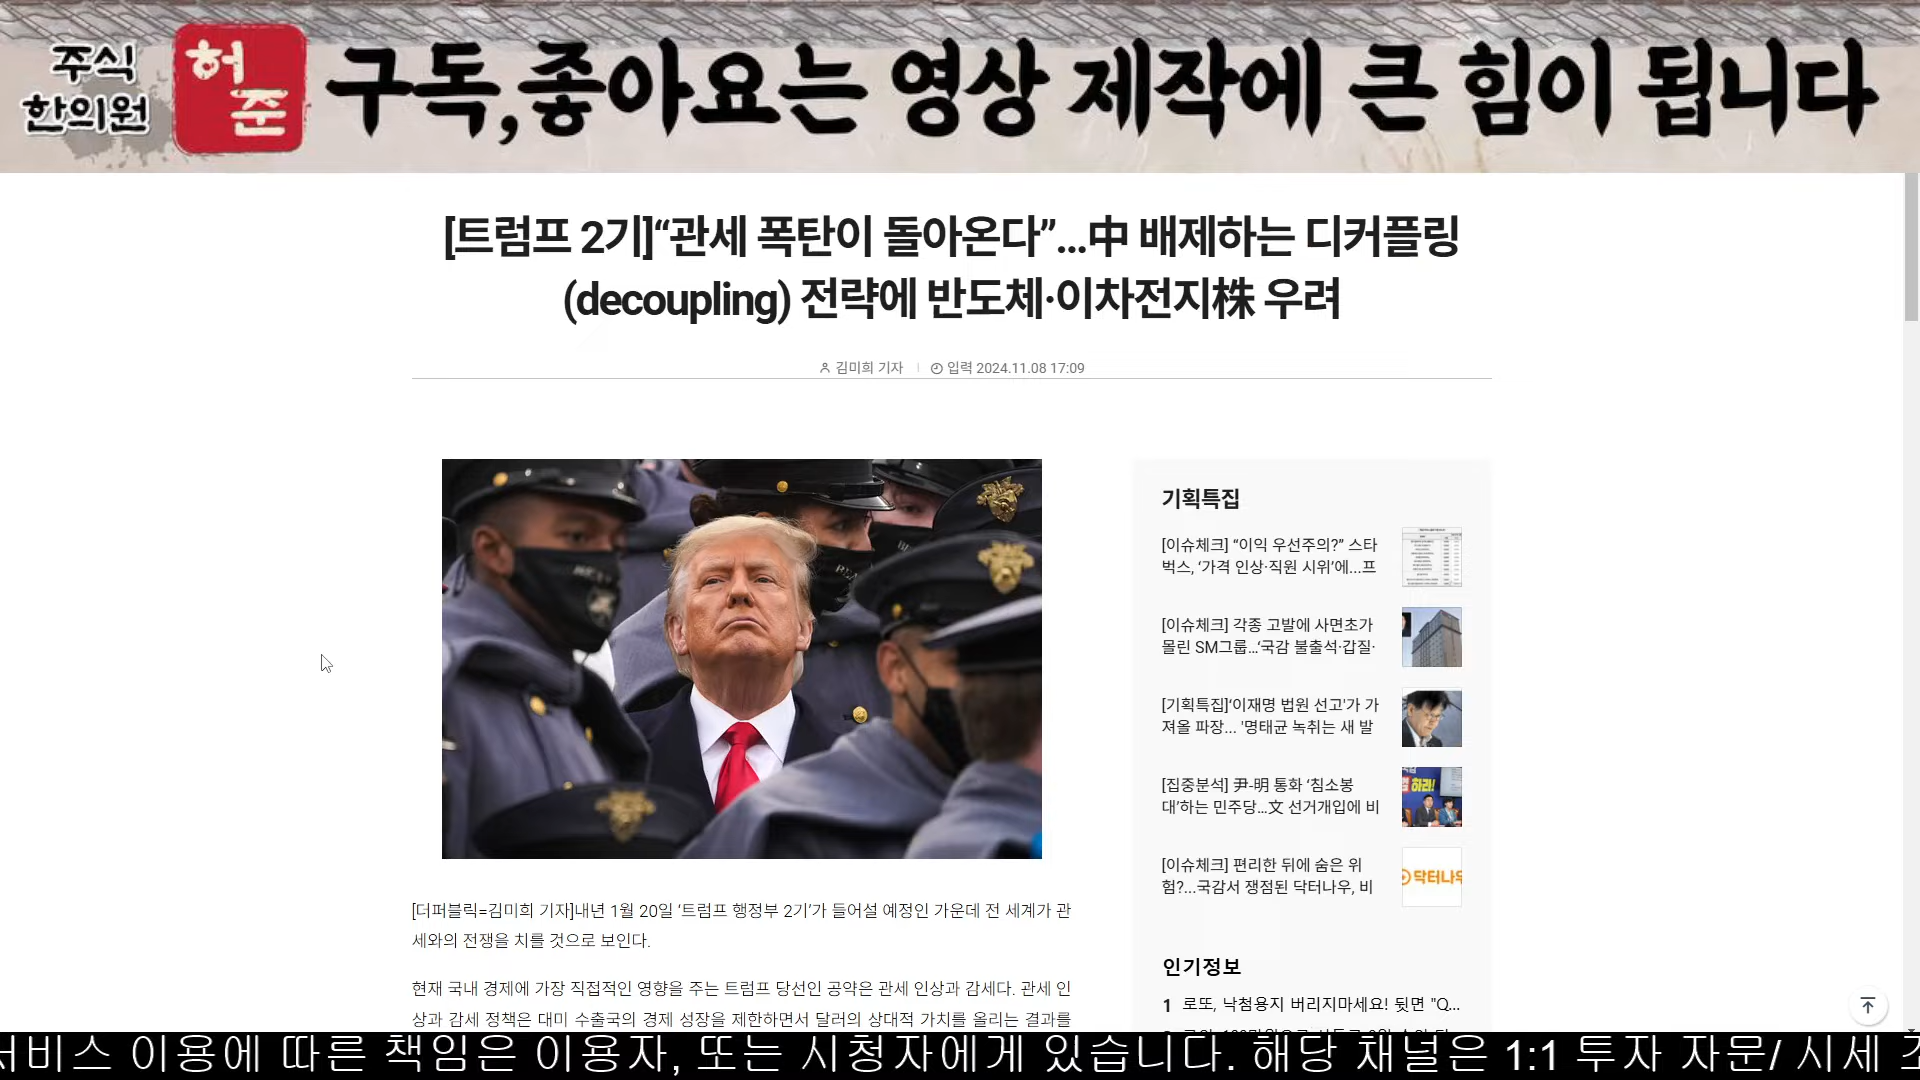 주식
한의원
허
준
구독,좋아요는 영상 제작에 큰 힘이 됩니다
[트럼프 2기]“관세 폭탄이 돌아온다”...中 배제하는 디커플링
(decoupling) 전략에 반도체·이차전지株 우려
김미희 기자 입력 2024.11.08 17:09
[더퍼블릭=김미희 기자]내년 1월 20일 ‘트럼프 행정부 2기’가 들어설 예정인 가운데 전 세계가 관
세와의 전쟁을 치를 것으로 보인다.
현재 국내 경제에 가장 직접적인 영향을 주는 트럼프 당선인 공약은 관세 인상과 감세다. 관세 인
상과 감세 정책은 대미 수출국의 경제 성장을 제한하면서 달러의 상대적 가치를 올리는 결과를
기획특집
[이슈체크] “이익 우선주의?” 스타
벅스, ‘가격 인상·직원 시위’에...프
[이슈체크] 각종 고발에 사면초가
몰린 SM그룹...‘국감 불출석·갑질·
[기획특집]‘이재명 법원 선고'가 가
져올 파장... '명태균 녹취는 새 발
[집중분석] 尹-明 통화 ‘침소봉
대’하는 민주당...文 선거개입에 비
하라!
[이슈체크] 편리한 뒤에 숨은 위
험?...국감서 쟁점된 닥터나우, 비
닥터나우
인기정보
1 로또, 낙첨용지 버리지마세요! 뒷면 "Q...
서비스 이용에 따른 책임은 이용자, 또는 시청자에게 있습니다. 해당 채널은 1:1 투자 자문/ 시세 조